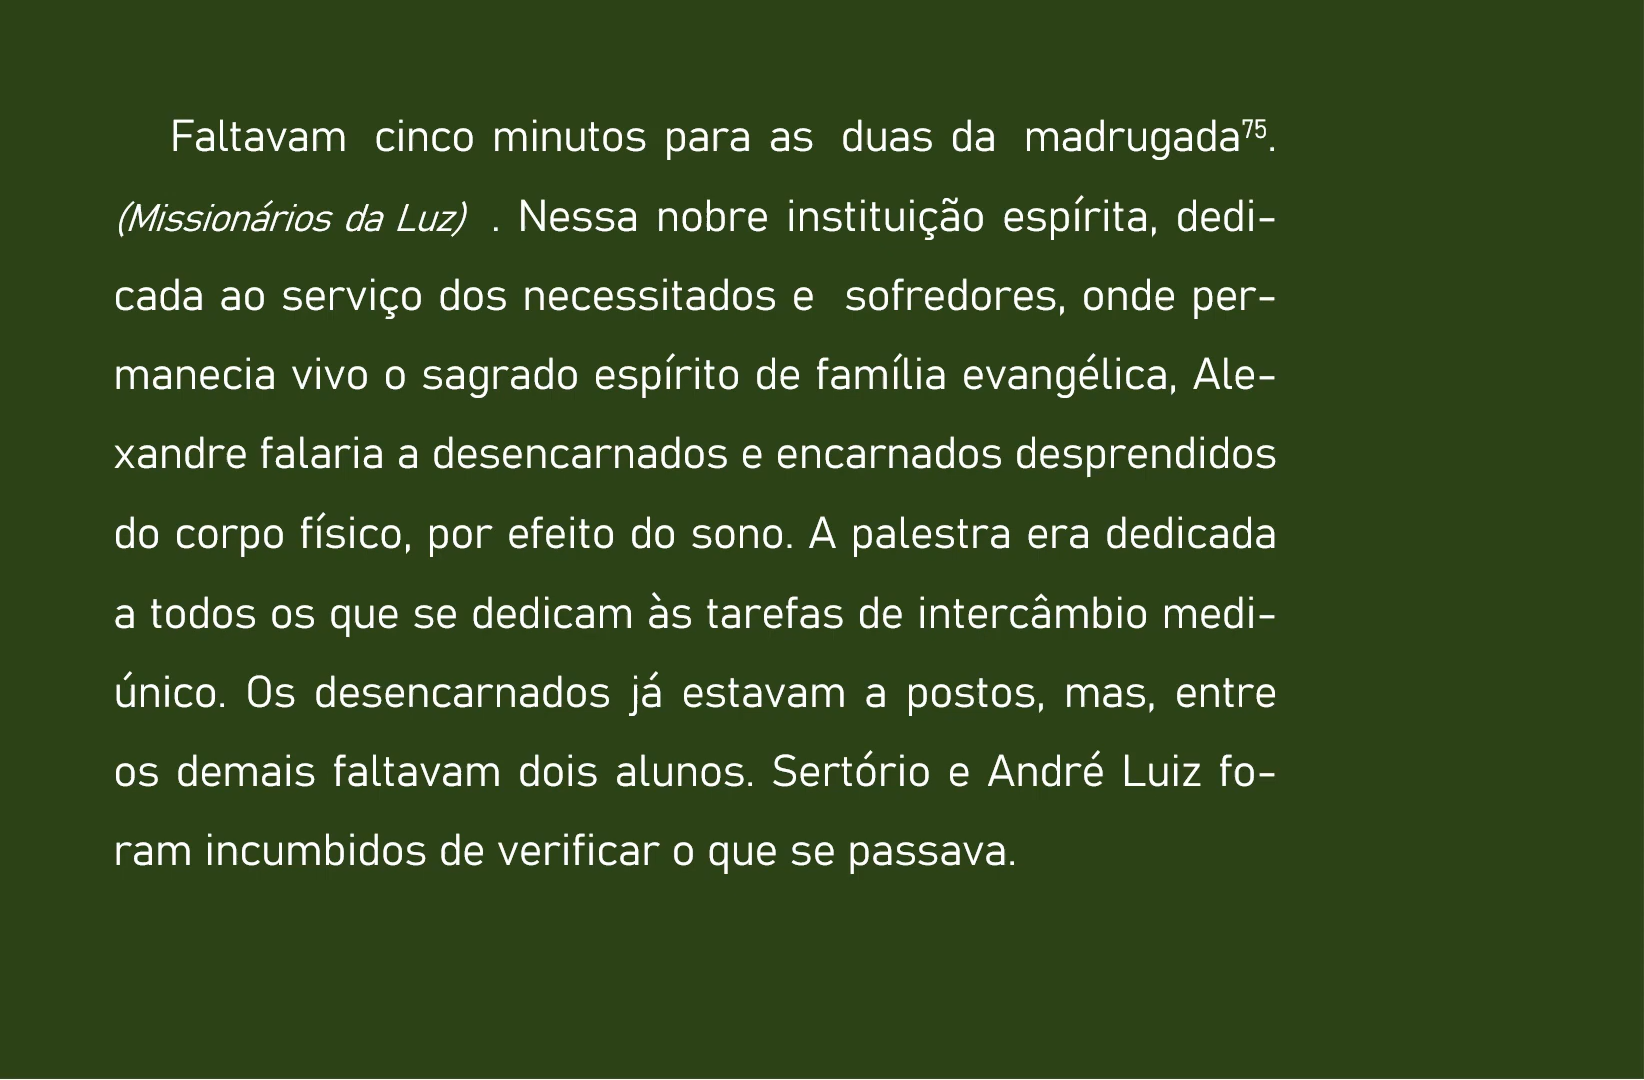 Faltavam cinco minutos para as duas da madrugada⁷⁵.
(Missionários da Luz) . Nessa nobre instituição espírita, dedi-
cada ao serviço dos necessitados e sofredores, onde per-
manecia vivo o sagrado espírito de família evangélica, Ale-
xandre falaria a desencarnados e encarnados desprendidos
do corpo físico, por efeito do sono. A palestra era dedicada
a todos os que se dedicam às tarefas de intercâmbio medi-
único. Os desencarnados já estavam a postos, mas, entre
os demais faltavam dois alunos. Sertório e André Luiz fo-
ram incumbidos de verificar o que se passava.